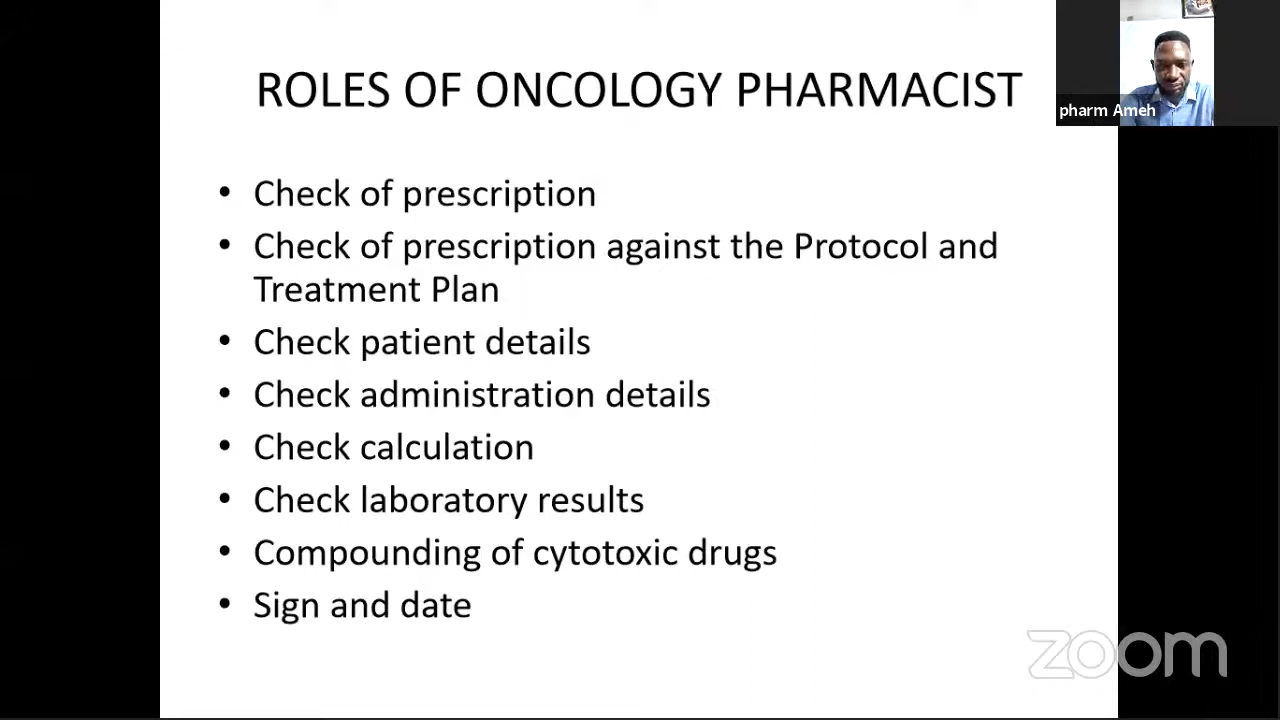 ROLES OF ONCOLOGY PHARMACIST
pharm Ameh
• Check of prescription
• Check of prescription against the Protocol and
Treatment Plan
• Check patient details
• Check administration details
• Check calculation
• Check laboratory results
• Compounding of cytotoxic drugs
• Sign and date
zoom